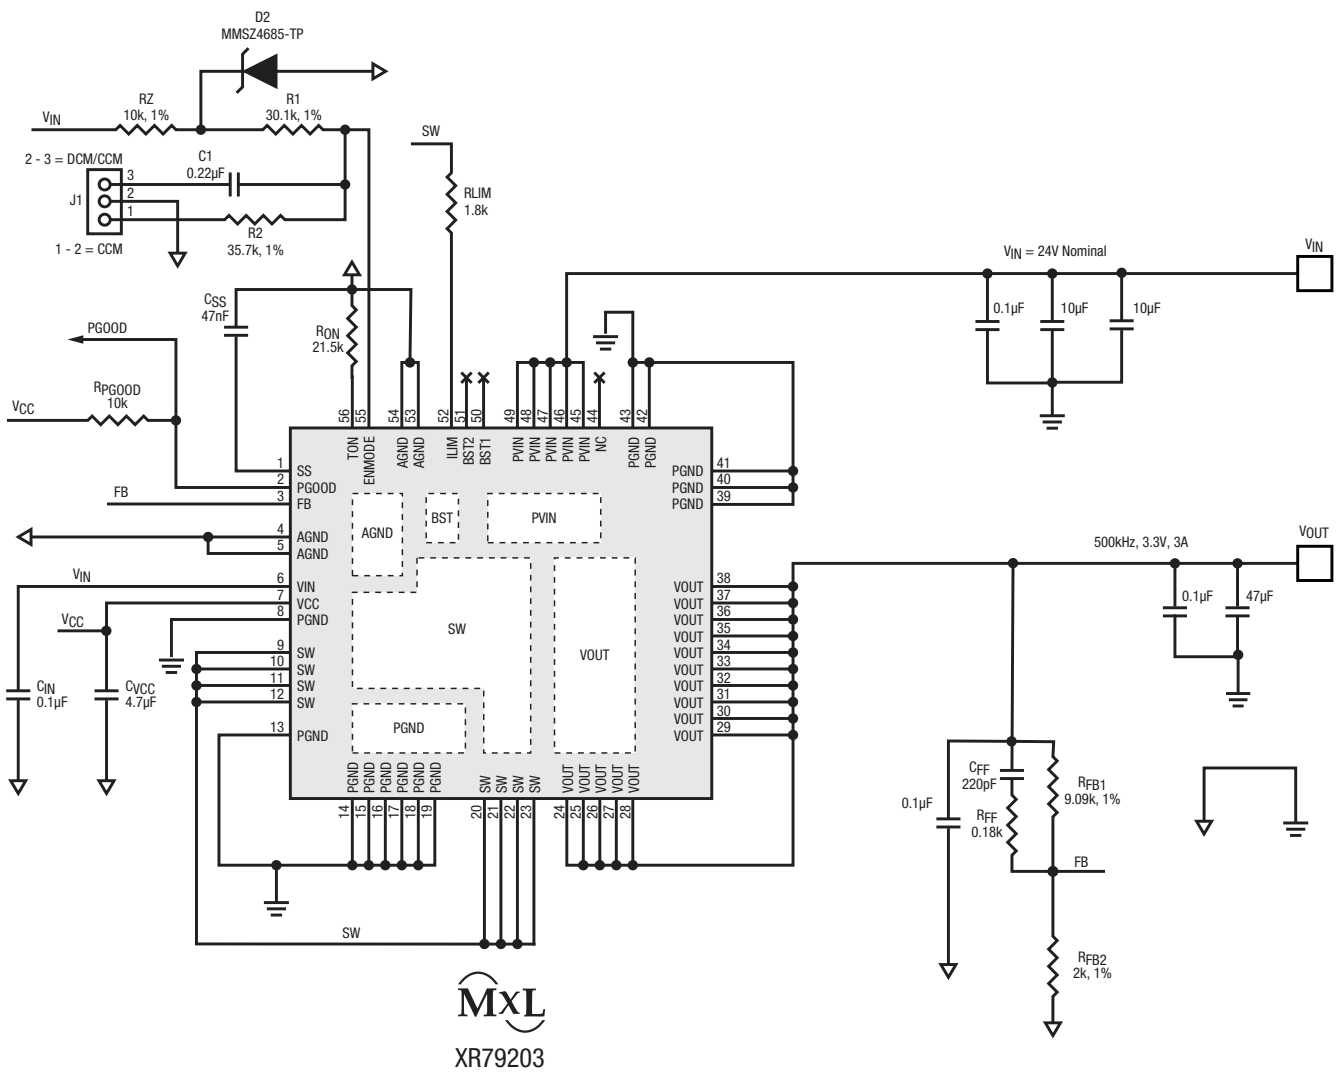 D2
MMSZ4685-TP
RZ
10k, 1%
R1
30.1k, 1%
VIN
SW
2 - 3 = DCM/CCM
C1
0.22µF
3
2
1
J1
R2
35.7k, 1%
1 - 2 = CCM
RLIM
1.8k
VIN = 24V Nominal
VIN
0.1µF
10µF
10µF
CSS
47nF
RON
21.5k
PGOOD
RPGOOD
10k
VCC
56
55
54
53
52
51
50
49
48
47
46
45
44
43
42
TON
ENMODE
AGND
AGND
ILIM
BST2
BST1
PVIN
PVIN
PVIN
PVIN
PVIN
NC
PGND
PGND
1 SS
2 PGOOD
FB 3 FB
4 AGND
5 AGND
VIN 6 VIN
7 VCC
VCC 8 PGND
9 SW
10 SW
11 SW
12 SW
13 PGND
CIN
0.1µF
CVCC
4.7µF
AGND
BST
PVIN
SW
VOUT
PGND
PGND 41
PGND 40
PGND 39
500kHz, 3.3V, 3A
VOUT
VOUT 38
VOUT 37
VOUT 36
VOUT 35
VOUT 34
VOUT 33
VOUT 32
VOUT 31
VOUT 30
VOUT 29
0.1µF
47µF
PGND
PGND
PGND
PGND
PGND
PGND
SW
SW
SW
SW
VOUT
VOUT
VOUT
VOUT
VOUT
14
15
16
17
18
19
20
21
22
23
24
25
26
27
28
0.1µF
CFF
220pF
RFF
0.18k
RFB1
9.09k, 1%
FB
RFB2
2k, 1%
SW
MXL
XR79203